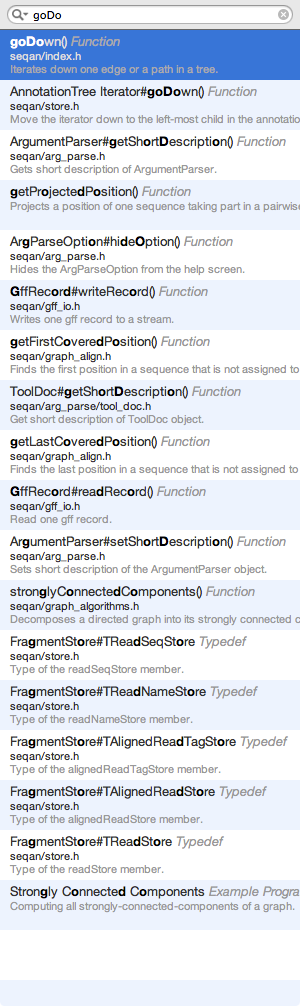 goDo
goDown() Function
seqan/index.h
Iterates down one edge or a path in a tree.
AnnotationTree Iterator#goDown() Function
seqan/store.h
Move the iterator down to the left-most child in the annotatio
ArgumentParser#getShortDescription() Function
seqan/arg_parse.h
Gets short description of ArgumentParser.
getProjectedPosition() Function
Projects a position of one sequence taking part in a pairwise
ArgParseOption#hideOption() Function
seqan/arg_parse.h
Hides the ArgParseOption from the help screen.
GffRecord#writeRecord() Function
seqan/gff_io.h
Writes one gff record to a stream.
getFirstCoveredPosition() Function
seqan/graph_align.h
Finds the first position in a sequence that is not assigned to
ToolDoc#getShortDescription() Function
seqan/arg_parse/tool_doc.h
Get short description of ToolDoc object.
getLastCoveredPosition() Function
seqan/graph_align.h
Finds the last position in a sequence that is not assigned to
GffRecord#readRecord() Function
seqan/gff_io.h
Read one gff record.
ArgumentParser#setShortDescription() Function
seqan/arg_parse.h
Sets short description of the ArgumentParser object.
stronglyConnectedComponents() Function
seqan/graph_algorithms.h
Decomposes a directed graph into its strongly connected c
FragmentStore#TReadSeqStore Typedef
seqan/store.h
Type of the readSeqStore member.
FragmentStore#TReadNameStore Typedef
seqan/store.h
Type of the readNameStore member.
FragmentStore#TAlignedReadTagStore Typedef
seqan/store.h
Type of the alignedReadTagStore member.
FragmentStore#TAlignedReadStore Typedef
seqan/store.h
Type of the alignedReadStore member.
FragmentStore#TReadStore Typedef
seqan/store.h
Type of the readStore member.
Strongly Connected Components Example Progra
Computing all strongly-connected-components of a graph.